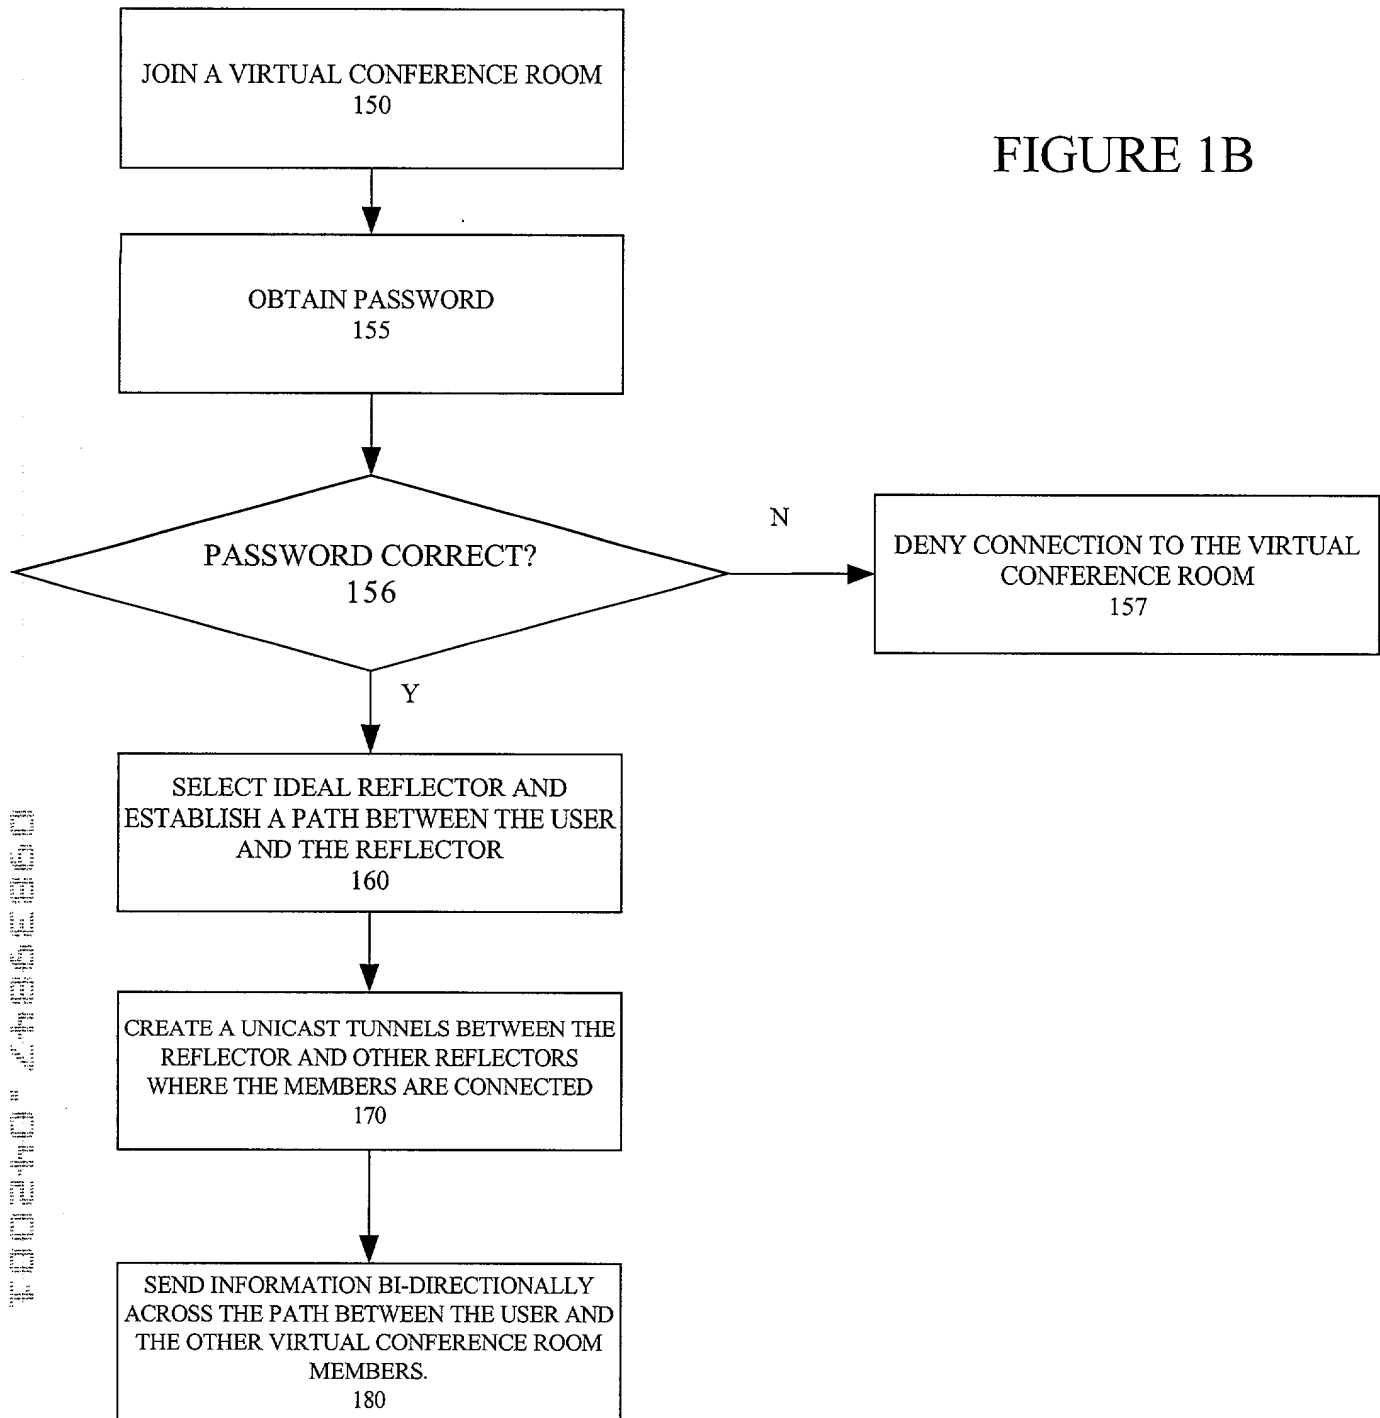 JOIN A VIRTUAL CONFERENCE ROOM
150
FIGURE 1B
OBTAIN PASSWORD
155
PASSWORD CORRECT?
156
N
DENY CONNECTION TO THE VIRTUAL
CONFERENCE ROOM
157
Y
SELECT IDEAL REFLECTOR AND
ESTABLISH A PATH BETWEEN THE USER
AND THE REFLECTOR
160
CREATE A UNICAST TUNNELS BETWEEN THE
REFLECTOR AND OTHER REFLECTORS
WHERE THE MEMBERS ARE CONNECTED
170
SEND INFORMATION BI-DIRECTIONALLY
ACROSS THE PATH BETWEEN THE USER AND
THE OTHER VIRTUAL CONFERENCE ROOM
MEMBERS.
180